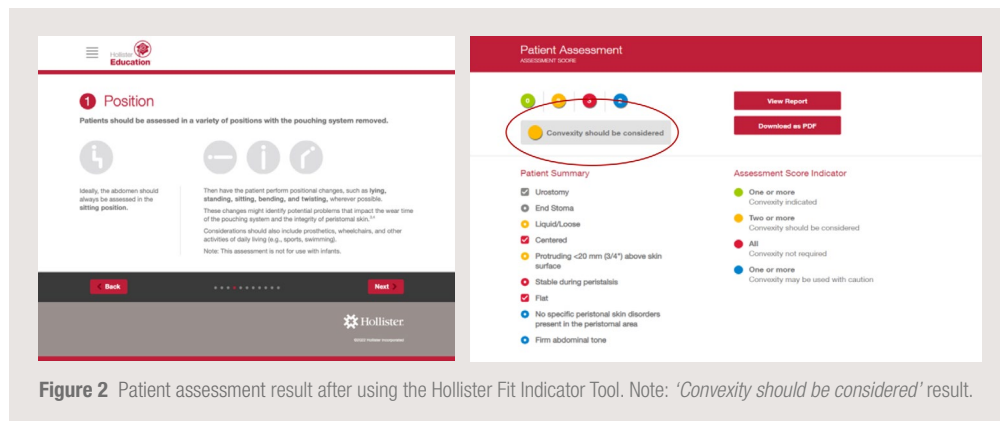 Hollister
Education
1 Position
Patients should be assessed in a variety of positions with the pouching system removed.
Ideally, the abdomen should
always be assessed in the
sitting position.
Then have the patient perform positional changes, such as lying,
standing, sitting, bending, and twisting, wherever possible.
These changes might identify potential problems that impact the wear time
of the pouching system and the integrity of peristomal skin.
Considerations should also include prosthetics, wheelchairs, and other
activities of daily living (e.g., sports, swimming).
Note: This assessment is not for use with infants.
Back
Next
Hollister
Patient Assessment
ASSESSMENT SCORE
Convexity should be considered
View Report
Download as PDF
Patient Summary
Urostomy
End Stoma
Liquid/Loose
Centered
Protruding <20 mm (3/4") above skin
surface
Stable during peristalsis
Flat
No specific peristonal skin disorders
present in the peristomal area
Firm abdominal tone
Assessment Score Indicator
One or more
Convexity indicated
Two or more
Convexity should be considered
All
Convexity not required
One or more
Convexity may be used with caution
Figure 2 Patient assessment result after using the Hollister Fit Indicator Tool. Note: ‘Convexity should be considered’ result.